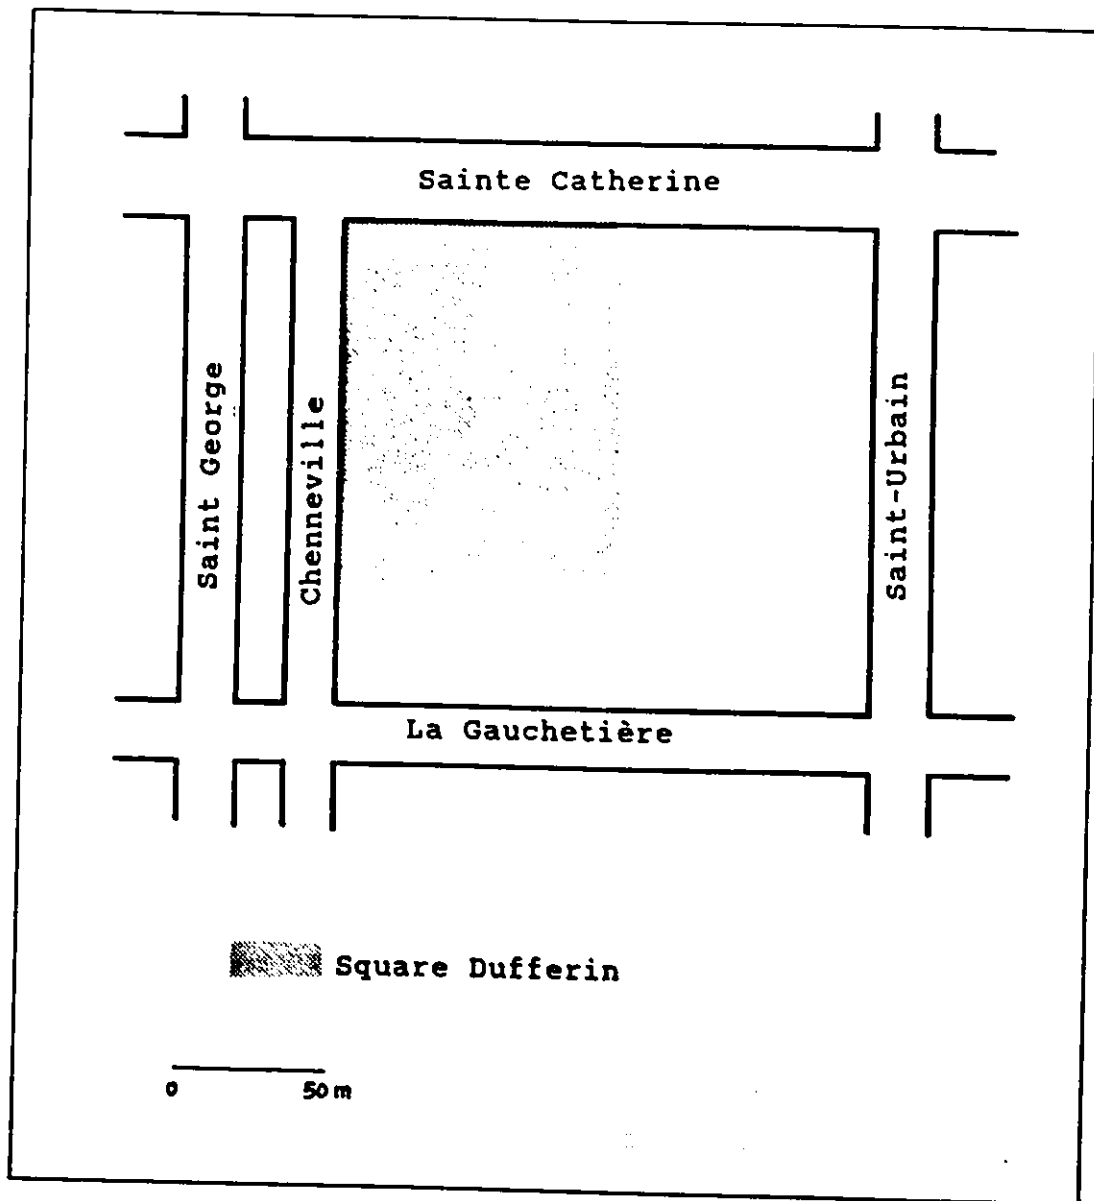 Sainte Catherine
Saint George
Chenneville
Saint-Urbain
La Gauchetière
Square Dufferin
0 50 m